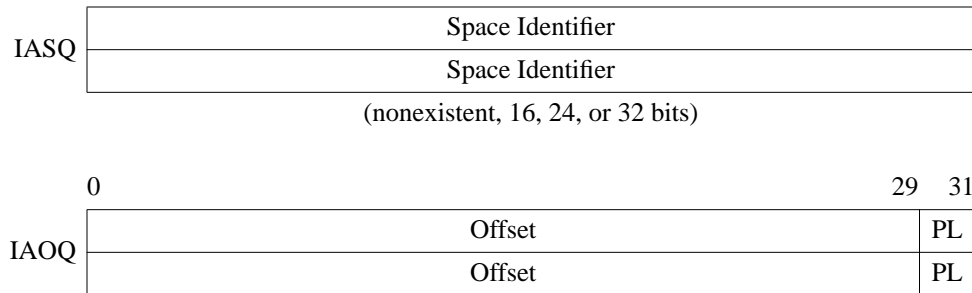 Space Identifier
IASQ
Space Identifier
(nonexistent, 16, 24, or 32 bits)
0 29 31
Offset PL
IAOQ
Offset PL